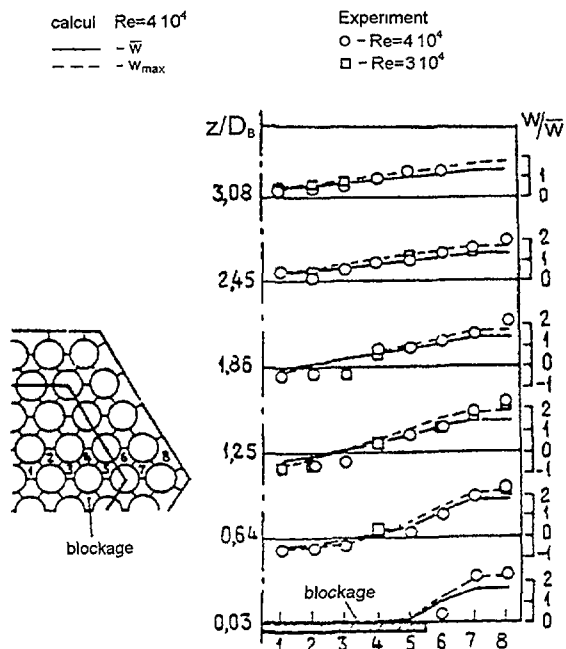 calcul Re=4 10⁴
— - w̅
--- - w_max
Experiment
○ - Re=4 10⁴
□ - Re=3 10⁴
z/D_B
W/W̅
3,08
1
0
2,45
2
1
0
1,86
2
1
0
-1
1,25
2
1
0
-1
0,64
2
1
0
-1
0,03
2
1
0
blockage
1 2 3 4 5 6 7 8
1 2 3 4 5 6 7 8
blockage